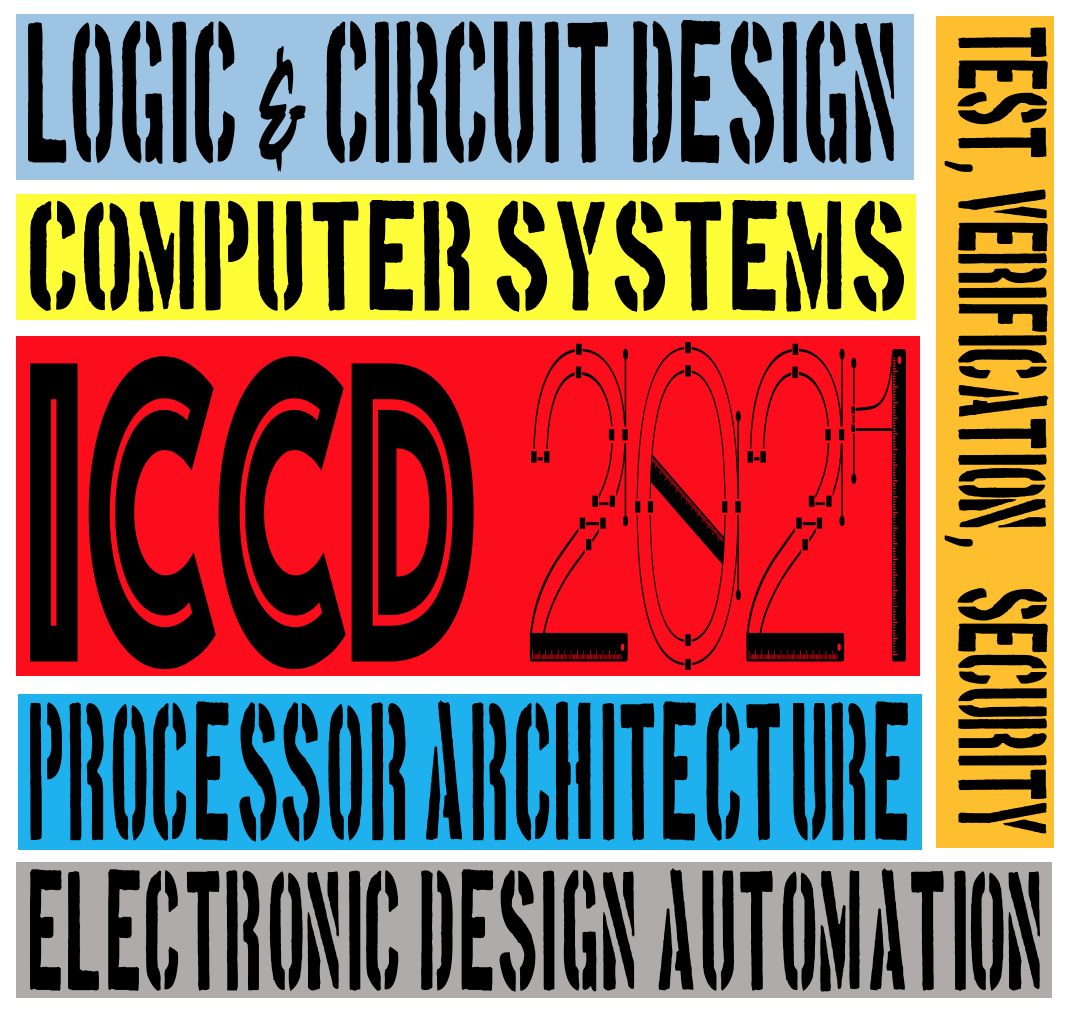 LOGIC & CIRCUIT DESIGN
COMPUTER SYSTEMS
ICCD 2021
PROCESSOR ARCHITECTURE
ELECTRONIC DESIGN AUTOMATION
TEST, VERIFICATION, SECURITY